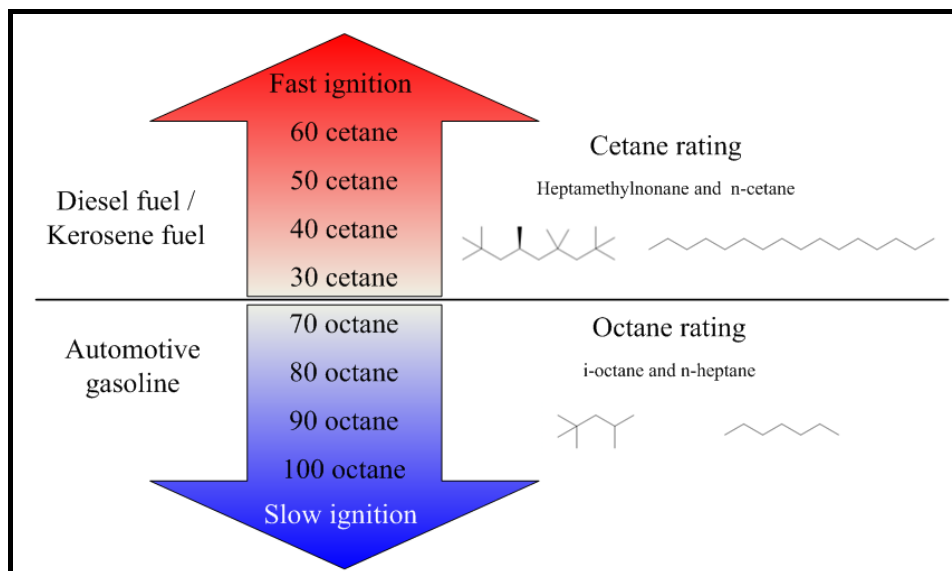 Fast ignition
60 cetane
50 cetane
40 cetane
30 cetane
Diesel fuel /
Kerosene fuel
Cetane rating
Heptamethylnonane and n-cetane
70 octane
80 octane
90 octane
100 octane
Slow ignition
Automotive
gasoline
Octane rating
i-octane and n-heptane